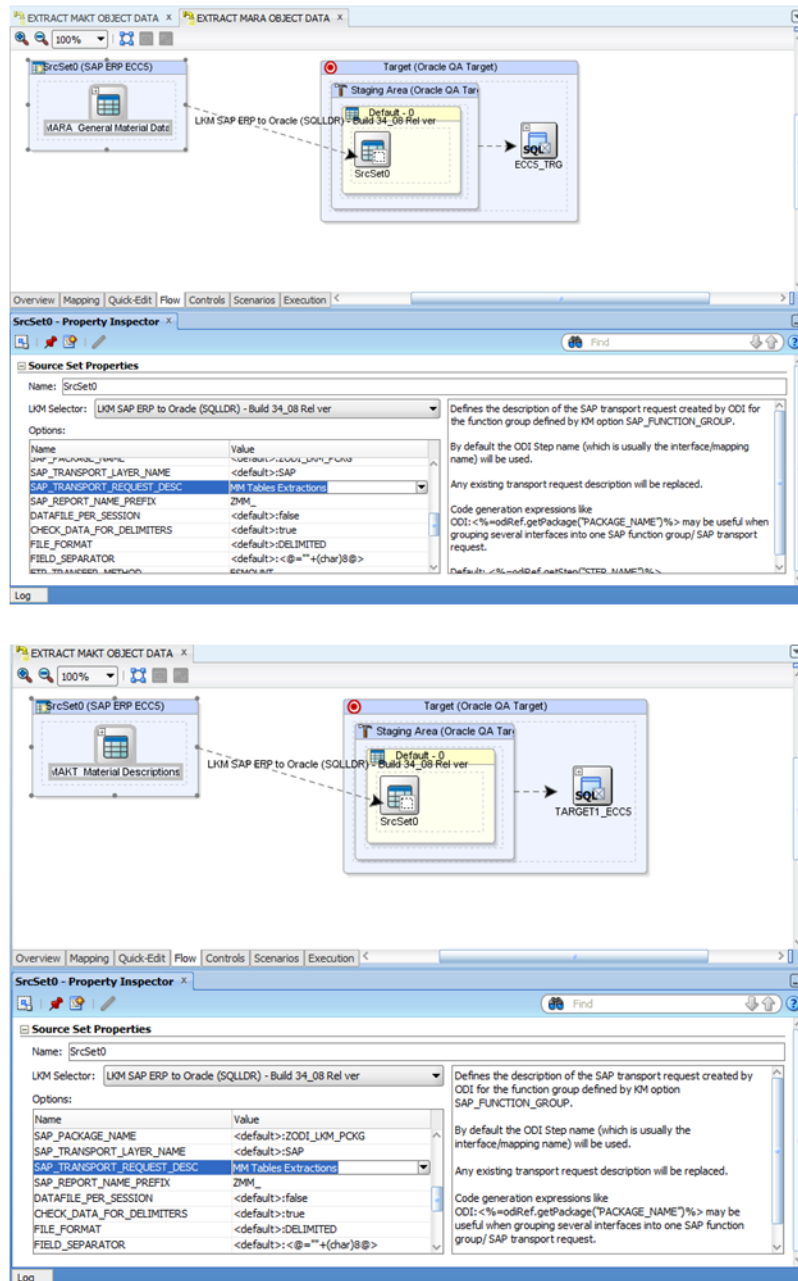 EXTRACT MAKT OBJECT DATA x EXTRACT MARA OBJECT DATA x
100%
SrcSet0 (SAP ERP ECC5)
Target (Oracle QA Target)
Staging Area (Oracle QA Tar
Default - 0
LKM SAP ERP to Oracle (SQLLDR) - Build 34_08 Rel ver
MARA General Material Data
SrcSet0
SQL
ECC5_TRG
Overview Mapping Quick-Edit Flow Controls Scenarios Execution <
SrcSet0 - Property Inspector x
Find
Source Set Properties
Name: SrcSet0
LKM Selector: LKM SAP ERP to Oracle (SQLLDR) - Build 34_08 Rel ver
Options:
Name Value
SAP_PACKAGE_NAME <default>:ZODI_LKM_PCKG
SAP_TRANSPORT_LAYER_NAME <default>:SAP
SAP_TRANSPORT_REQUEST_DESC MM Tables Extractions
SAP_REPORT_NAME_PREFIX ZMM_
DATAFILE_PER_SESSION <default>:false
CHECK_DATA_FOR_DELIMITERS <default>:true
FILE_FORMAT <default>:DELIMITED
FIELD_SEPARATOR <default>:<@=""+(char)8@>
FTP_TRANSFER_METHOD FSMOUNT
Defines the description of the SAP transport request created by ODI for
the function group defined by KM option SAP_FUNCTION_GROUP.
By default the ODI Step name (which is usually the interface/mapping
name) will be used.
Any existing transport request description will be replaced.
Code generation expressions like
ODI:<%=odiRef.getPackage("PACKAGE_NAME")%> may be useful when
grouping several interfaces into one SAP function group/ SAP transport
request.
Default: <%=odiRef.getStep("STEP_NAME")%>
Log
EXTRACT MAKT OBJECT DATA x
100%
SrcSet0 (SAP ERP ECC5)
Target (Oracle QA Target)
Staging Area (Oracle QA Tar
Default - 0
LKM SAP ERP to Oracle (SQLLDR) - Build 34_08 Rel ver
MAKT Material Descriptions
SrcSet0
SQL
TARGET1_ECC5
Overview Mapping Quick-Edit Flow Controls Scenarios Execution <
SrcSet0 - Property Inspector x
Find
Source Set Properties
Name: SrcSet0
LKM Selector: LKM SAP ERP to Oracle (SQLLDR) - Build 34_08 Rel ver
Options:
Name Value
SAP_PACKAGE_NAME <default>:ZODI_LKM_PCKG
SAP_TRANSPORT_LAYER_NAME <default>:SAP
SAP_TRANSPORT_REQUEST_DESC MM Tables Extractions
SAP_REPORT_NAME_PREFIX ZMM_
DATAFILE_PER_SESSION <default>:false
CHECK_DATA_FOR_DELIMITERS <default>:true
FILE_FORMAT <default>:DELIMITED
FIELD_SEPARATOR <default>:<@=""+(char)8@>
Defines the description of the SAP transport request created by
ODI for the function group defined by KM option
SAP_FUNCTION_GROUP.
By default the ODI Step name (which is usually the
interface/mapping name) will be used.
Any existing transport request description will be replaced.
Code generation expressions like
ODI:<%=odiRef.getPackage("PACKAGE_NAME")%> may be
useful when grouping several interfaces into one SAP function
group/ SAP transport request.
Log